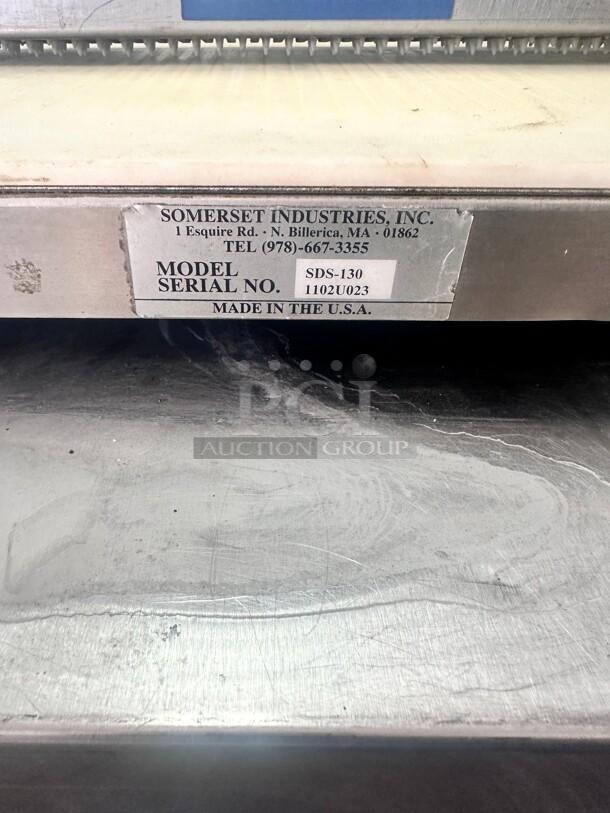 SOMERSET INDUSTRIES, INC.
1 Esquire Rd. · N. Billerica, MA · 01862
TEL (978)-667-3355
MODEL SDS-130
SERIAL NO. 1102U023
MADE IN THE U.S.A.
PCI
AUCTION GROUP